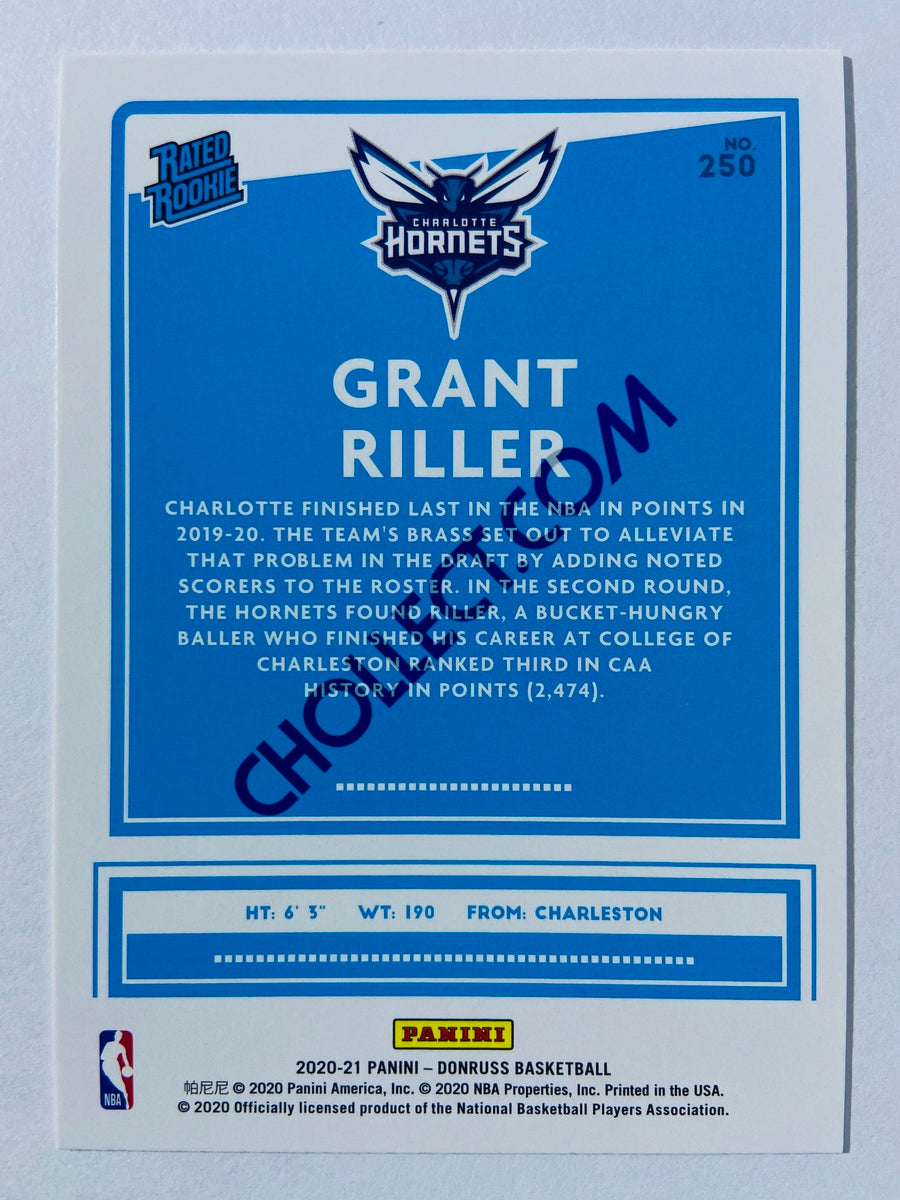 RATED
ROOKIE
NO.
250
CHARLOTTE
HORNETS
GRANT
RILLER
CHARLOTTE FINISHED LAST IN THE NBA IN POINTS IN
2019-20. THE TEAM'S BRASS SET OUT TO ALLEVIATE
THAT PROBLEM IN THE DRAFT BY ADDING NOTED
SCORERS TO THE ROSTER. IN THE SECOND ROUND,
THE HORNETS FOUND RILLER, A BUCKET-HUNGRY
BALLER WHO FINISHED HIS CAREER AT COLLEGE OF
CHARLESTON RANKED THIRD IN CAA
HISTORY IN POINTS (2,474).
CHOLLECT.COM
HT: 6' 3" WT: 190 FROM: CHARLESTON
PANINI
NBA
2020-21 PANINI – DONRUSS BASKETBALL
帕尼尼 © 2020 Panini America, Inc. © 2020 NBA Properties, Inc. Printed in the USA.
© 2020 Officially licensed product of the National Basketball Players Association.